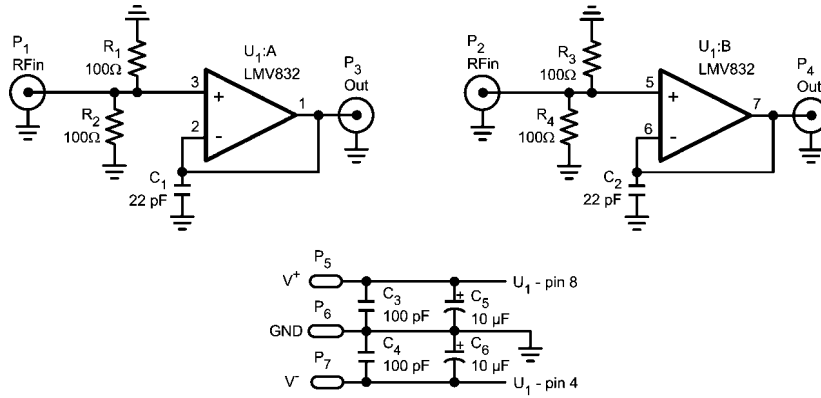 P1
RFin
R1
100Ω
R2
100Ω
3
+
2
-
U1:A
LMV832
1
P3
Out
C1
22 pF
P2
RFin
R3
100Ω
R4
100Ω
5
+
6
-
U1:B
LMV832
7
P4
Out
C2
22 pF
P5
V+
C3
100 pF
+
C5
10 µF
U1 - pin 8
P6
GND
P7
V-
C4
100 pF
+
C6
10 µF
U1 - pin 4